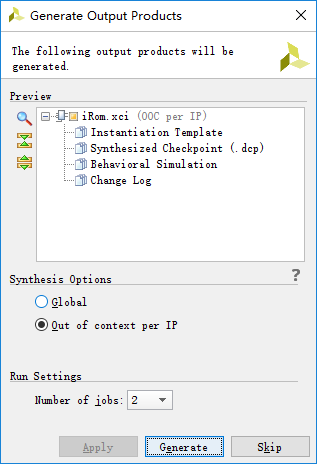 Generate Output Products
The following output products will be
generated.
Preview
iRom.xci (OOC per IP)
Instantiation Template
Synthesized Checkpoint (.dcp)
Behavioral Simulation
Change Log
Synthesis Options
?
Global
Out of context per IP
Run Settings
Number of jobs: 2
Apply Generate Skip